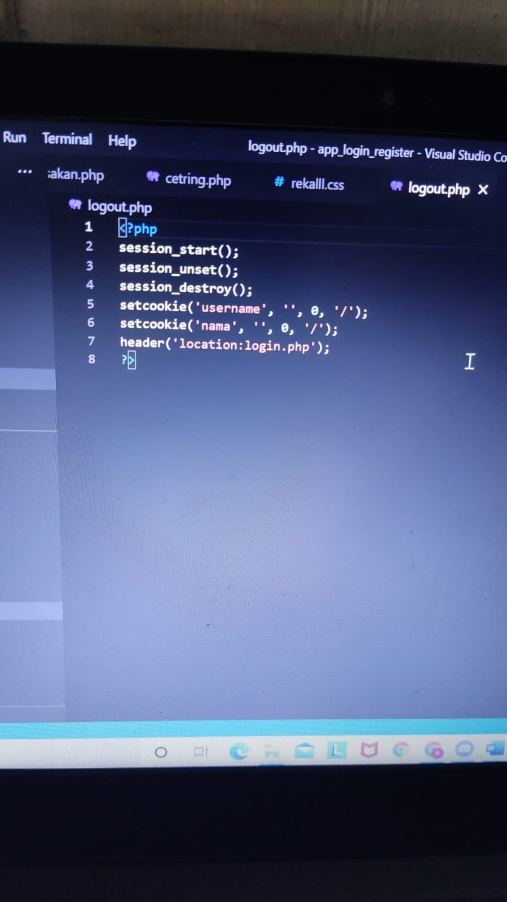 Run Terminal Help logout.php - app_login_register - Visual Studio Co
··· sakan.php cetring.php # rekalll.css logout.php ×
logout.php
1 <?php
2 session_start();
3 session_unset();
4 session_destroy();
5 setcookie('username', '', 0, '/');
6 setcookie('nama', '', 0, '/');
7 header('location:login.php');
8 ?>